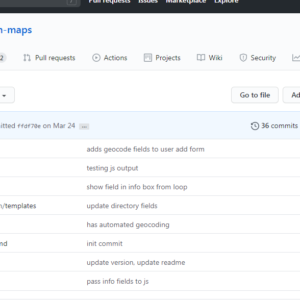 Pull requests Issues Marketplace Explore
n-maps
2 Pull requests Actions Projects Wiki Security
Go to file Ad
itted ff8f70e on Mar 24 ...
36 commits
adds geocode fields to user add form
testing js output
show field in info box from loop
n/templates update directory fields
has automated geocoding
md init commit
update version, update readme
pass info fields to js